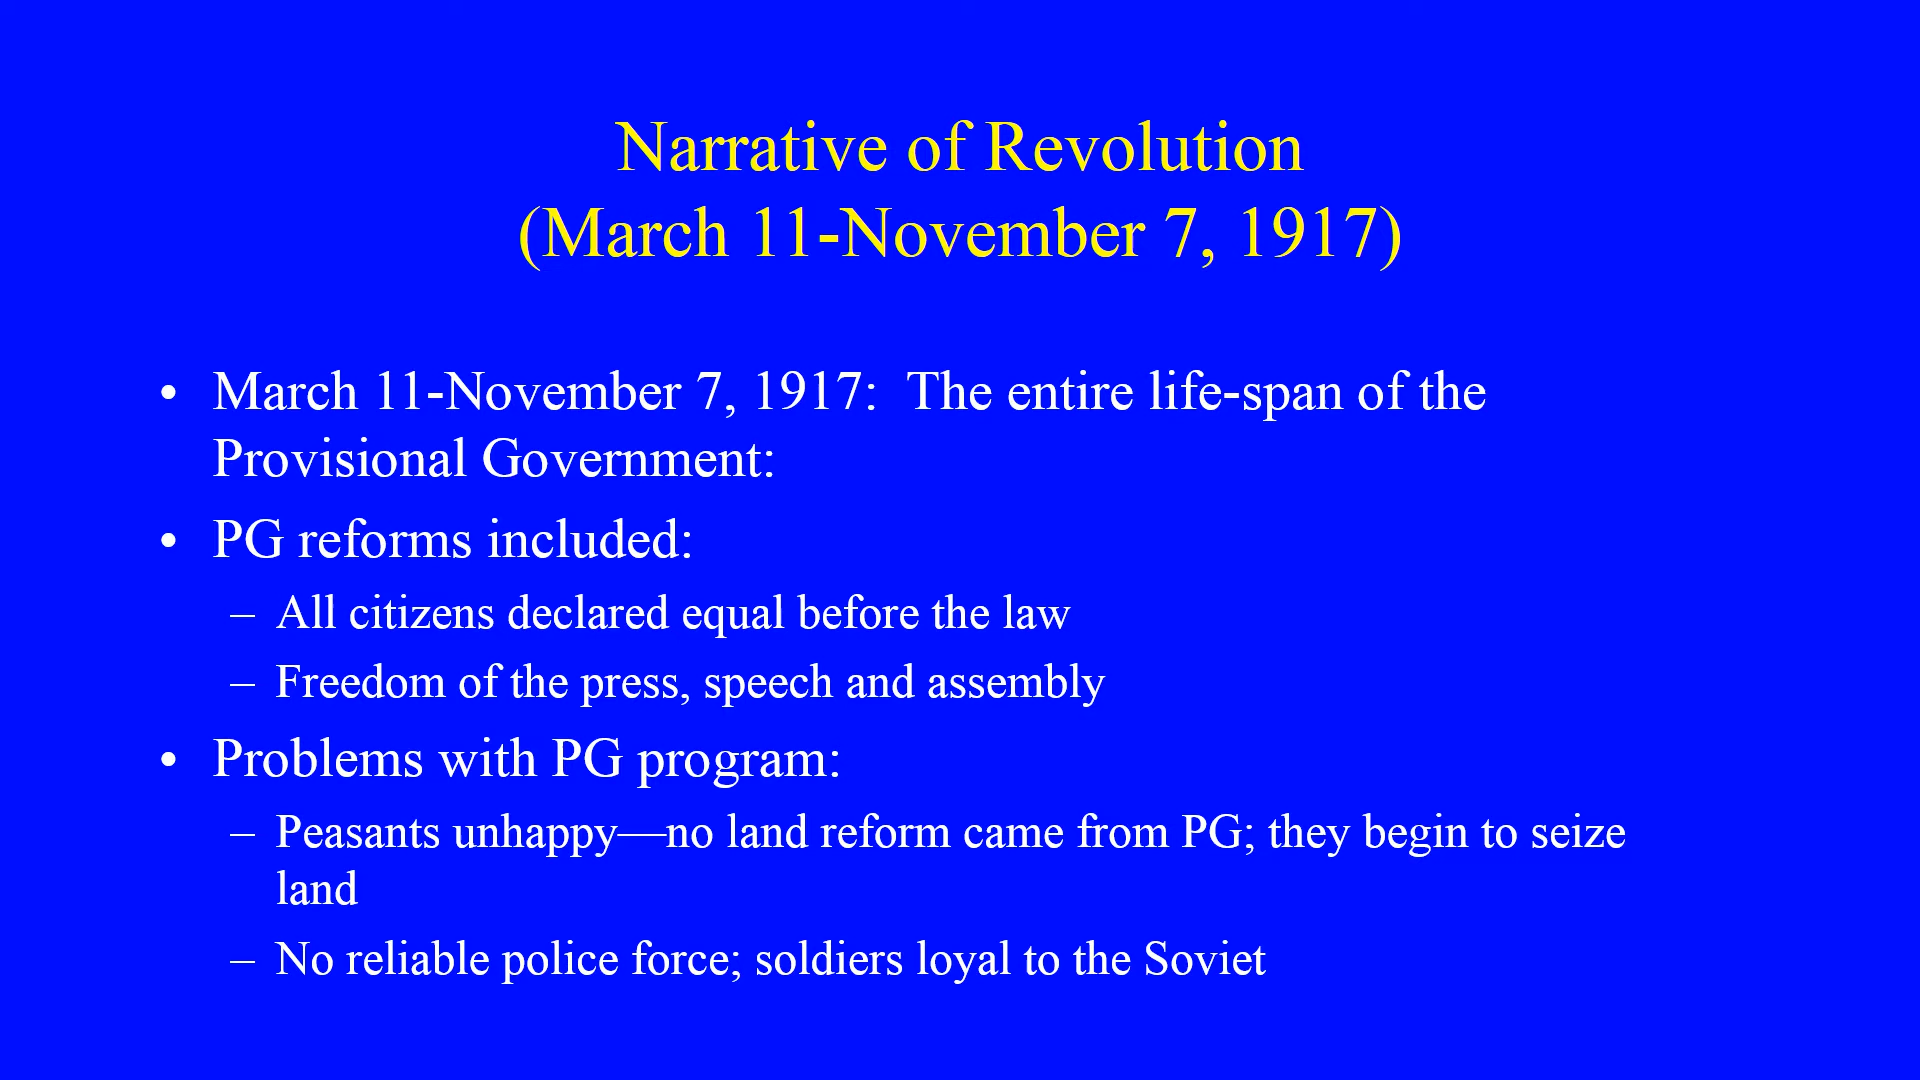 Narrative of Revolution
(March 11-November 7, 1917)
• March 11-November 7, 1917:  The entire life-span of the
Provisional Government:
• PG reforms included:
– All citizens declared equal before the law
– Freedom of the press, speech and assembly
• Problems with PG program:
– Peasants unhappy—no land reform came from PG; they begin to seize
land
– No reliable police force; soldiers loyal to the Soviet